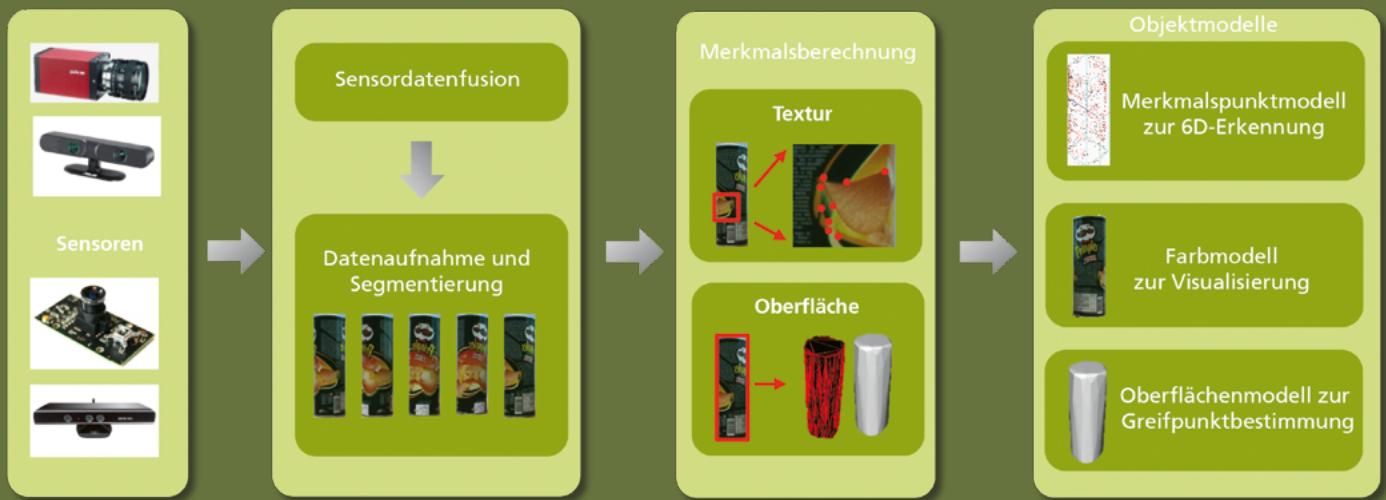 Sensoren
Sensordatenfusion
Datenaufnahme und
Segmentierung
Merkmalsberechnung
Textur
Oberfläche
Objektmodelle
Merkmalspunktmodell
zur 6D-Erkennung
Farbmodell
zur Visualisierung
Oberflächenmodell zur
Greifpunktbestimmung